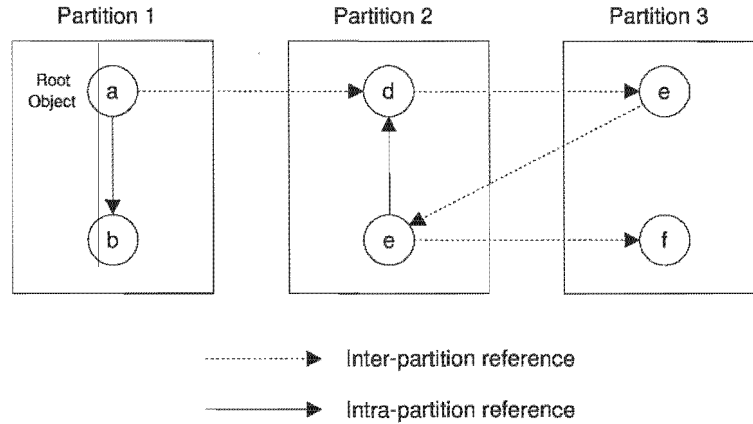 Partition 1
Partition 2
Partition 3
Root
Object
a
d
e
b
e
f
Inter-partition reference
Intra-partition reference